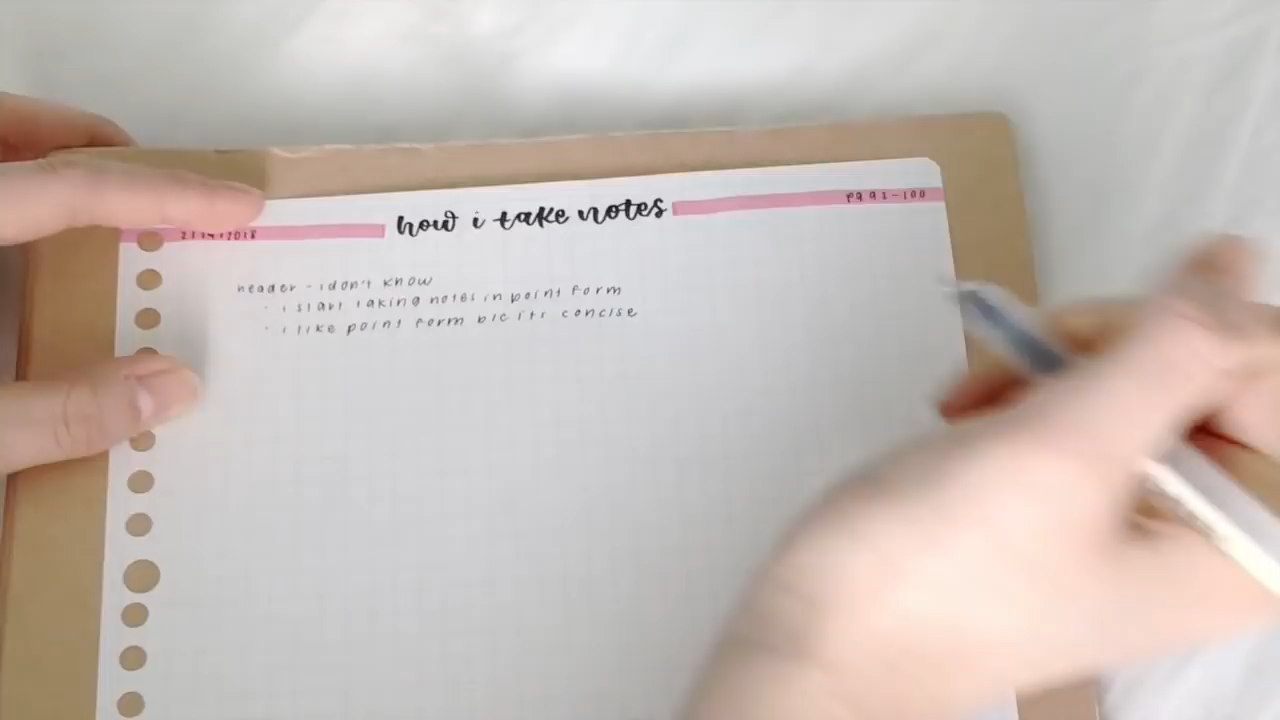 how i take notes
pg 91-100
header - i don't know
· i start taking notes in point form
· i like point form b/c its concise